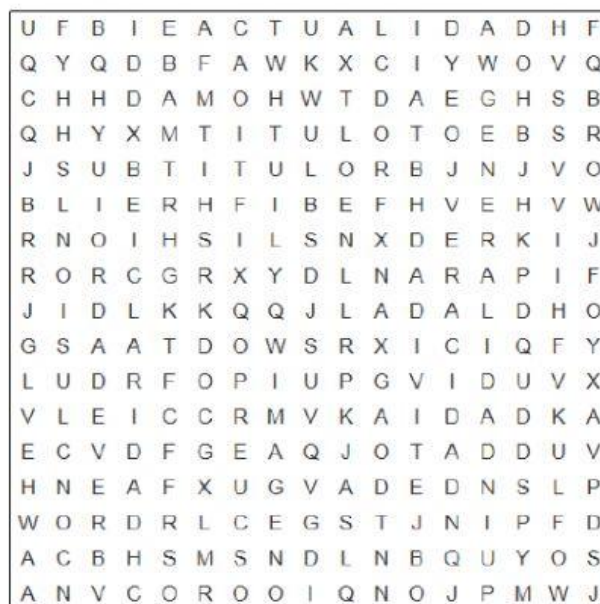 U F B I E A C T U A L I D A D H F
Q Y Q D B F A W K X C I Y W O V Q
C H H D A M O H W T D A E G H S B
Q H Y X M T I T U L O T O E B S R
J S U B T I T U L O R B J N J V O
B L I E R H F I B E F H V E H V W
R N O I H S I L S N X D E R K I J
R O R C G R X Y D L N A R A P I F
J I D L K K Q Q J L A D A L D H O
G S A A T D O W S R X I C I Q F Y
L U D R F O P I U P G V I D U V X
V L E I C C R M V K A I D A D K A
E C V D F G E A Q J O T A D D U V
H N E A F X U G V A D E D N S L P
W O R D R L C E G S T J N I P F D
A C B H S M S N D L N B Q U Y O S
A N V C O R O O I Q N O J P M W J